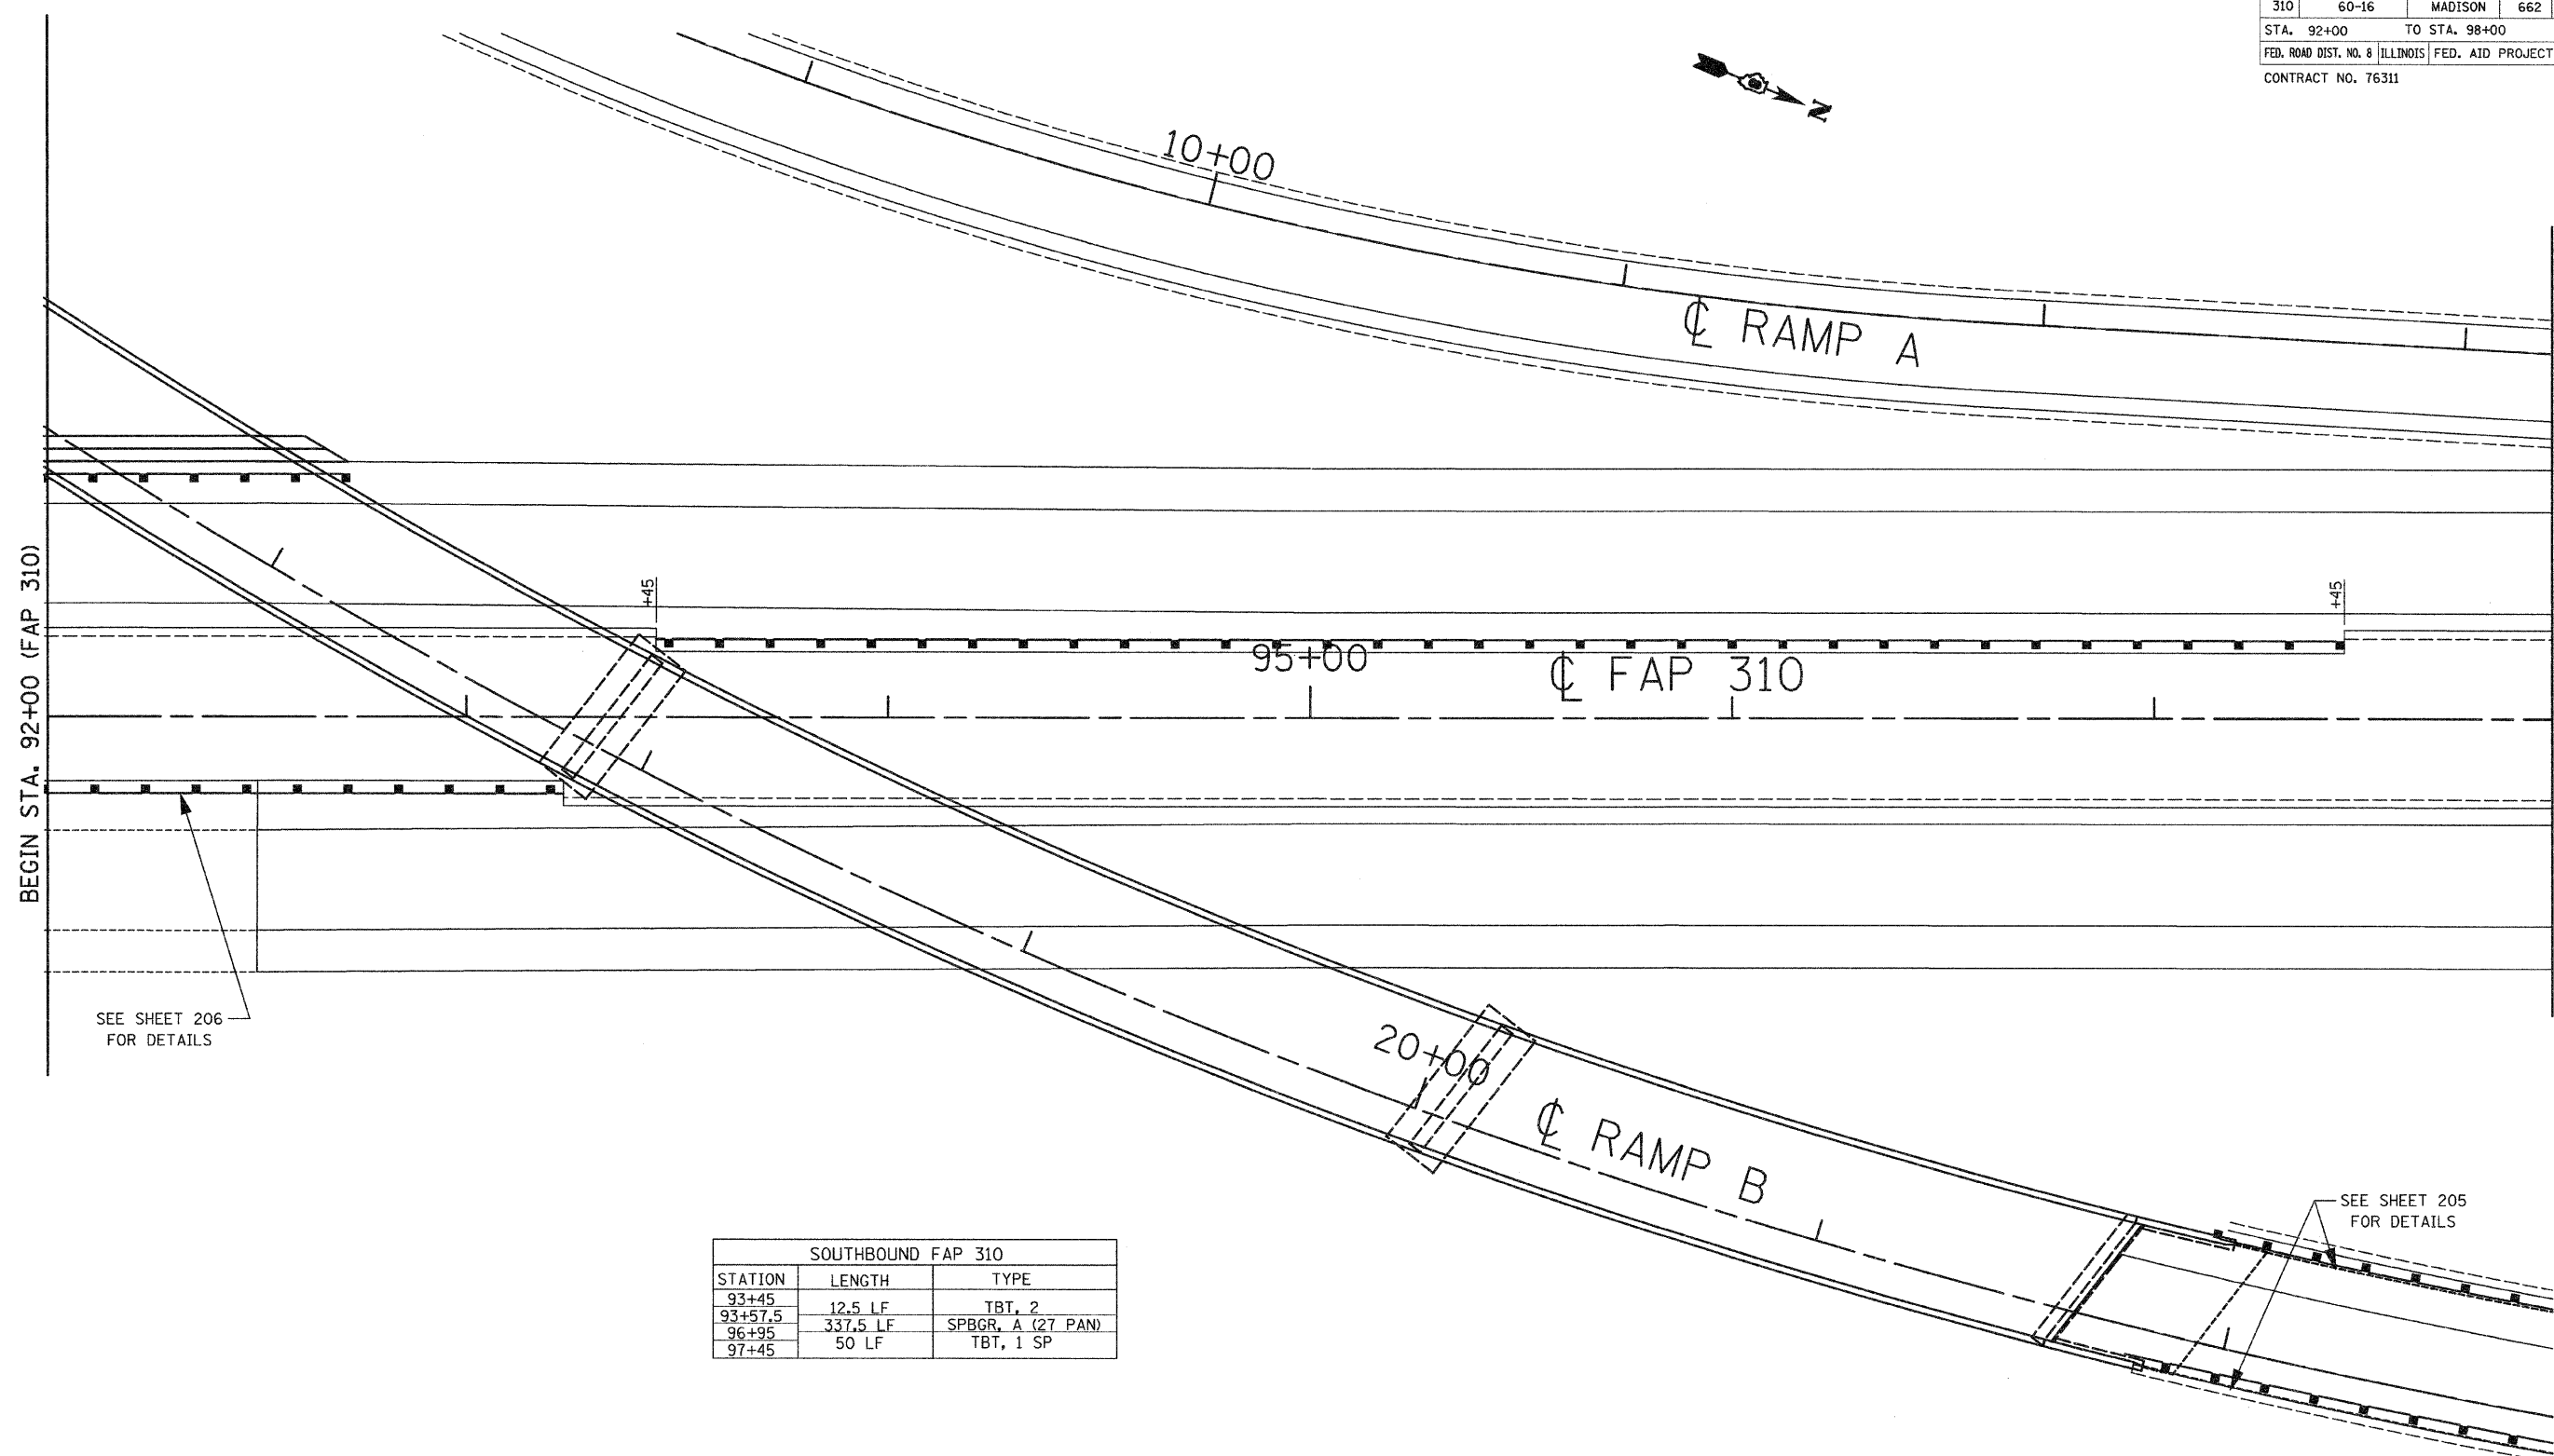 310 60-16 MADISON 662
STA. 92+00 TO STA. 98+00
FED. ROAD DIST. NO. 8 ILLINOIS FED. AID PROJECT
CONTRACT NO. 76311
N
10+00
℄ RAMP A
BEGIN STA. 92+00 (FAP 310)
+45
+45
95+00
℄ FAP 310
SEE SHEET 206
FOR DETAILS
20+00
℄ RAMP B
SEE SHEET 205
FOR DETAILS
SOUTHBOUND FAP 310
STATION LENGTH TYPE
93+45
12.5 LF TBT, 2
93+57.5
337.5 LF SPBGR, A (27 PAN)
96+95
50 LF TBT, 1 SP
97+45